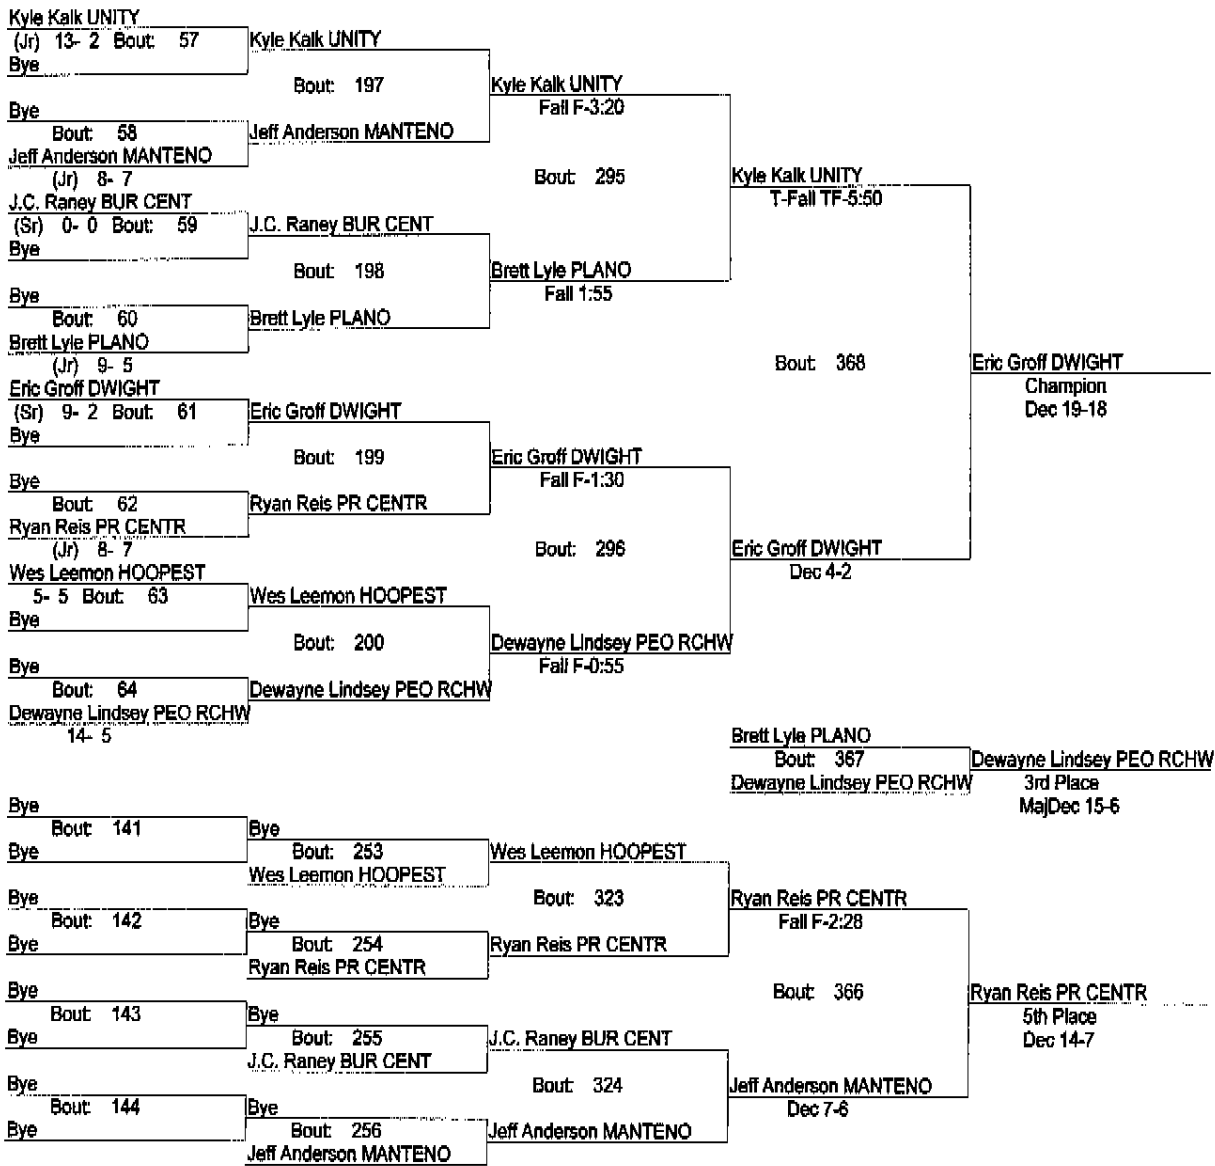 Kyle Kalk UNITY
(Jr) 13- 2 Bout: 57
Bye
Bye
Bout: 58
Jeff Anderson MANTENO
(Jr) 8- 7
J.C. Raney BUR CENT
(Sr) 0- 0 Bout: 59
Bye
Bye
Bout: 60
Brett Lyle PLANO
(Jr) 9- 5
Eric Groff DWIGHT
(Sr) 9- 2 Bout: 61
Bye
Bye
Bout: 62
Ryan Reis PR CENTR
(Jr) 8- 7
Wes Leemon HOOPEST
5- 5 Bout: 63
Bye
Bye
Bout: 64
Dewayne Lindsey PEO RCHW
14- 5
Kyle Kalk UNITY
Bout: 197
Jeff Anderson MANTENO
J.C. Raney BUR CENT
Bout: 198
Brett Lyle PLANO
Eric Groff DWIGHT
Bout: 199
Ryan Reis PR CENTR
Wes Leemon HOOPEST
Bout: 200
Dewayne Lindsey PEO RCHW
Kyle Kalk UNITY
Fall F-3:20
Bout: 295
Brett Lyle PLANO
Fall 1:55
Eric Groff DWIGHT
Fall F-1:30
Bout: 296
Dewayne Lindsey PEO RCHW
Fall F-0:55
Kyle Kalk UNITY
T-Fall TF-5:50
Bout: 368
Eric Groff DWIGHT
Dec 4-2
Eric Groff DWIGHT
Champion
Dec 19-18
Brett Lyle PLANO
Bout: 367
Dewayne Lindsey PEO RCHW
Dewayne Lindsey PEO RCHW
3rd Place
MajDec 15-6
Bye
Bout: 141
Bye
Bye
Bout: 142
Bye
Bye
Bout: 143
Bye
Bye
Bout: 144
Bye
Bye
Bout: 253
Wes Leemon HOOPEST
Bye
Bout: 254
Ryan Reis PR CENTR
Bye
Bout: 255
J.C. Raney BUR CENT
Bye
Bout: 256
Jeff Anderson MANTENO
Wes Leemon HOOPEST
Bout: 323
Ryan Reis PR CENTR
J.C. Raney BUR CENT
Bout: 324
Jeff Anderson MANTENO
Ryan Reis PR CENTR
Fall F-2:28
Bout: 366
Jeff Anderson MANTENO
Dec 7-6
Ryan Reis PR CENTR
5th Place
Dec 14-7